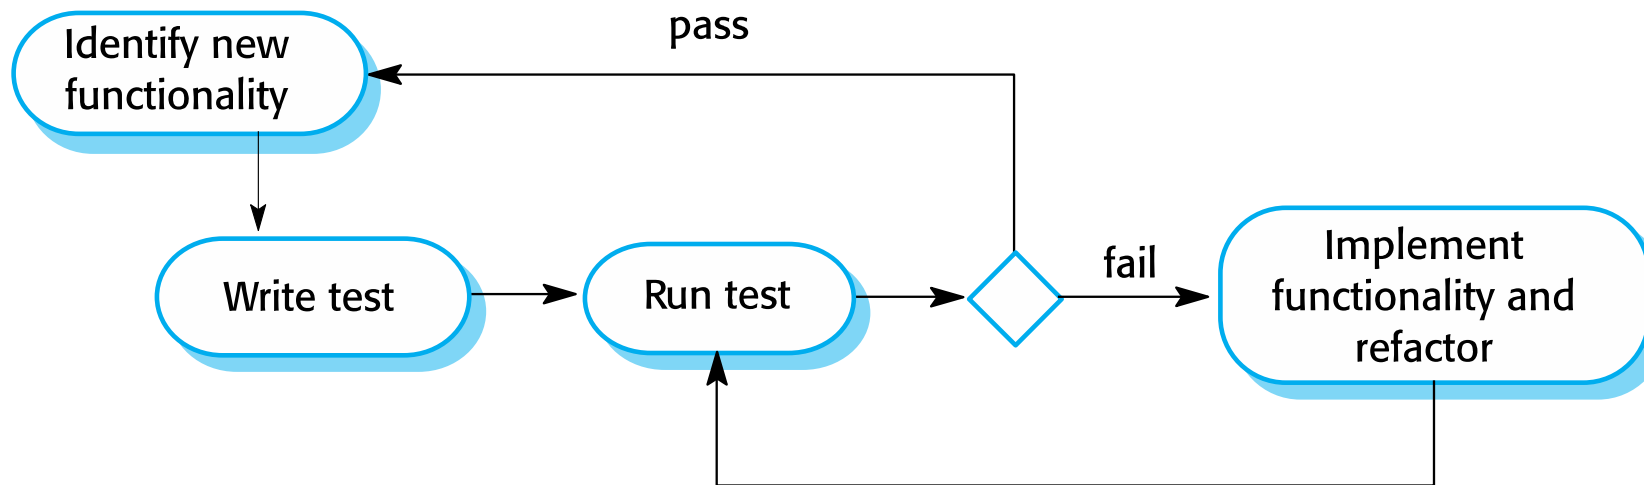 pass
Identify new
functionality
Write test
Run test
fail
Implement
functionality and
refactor